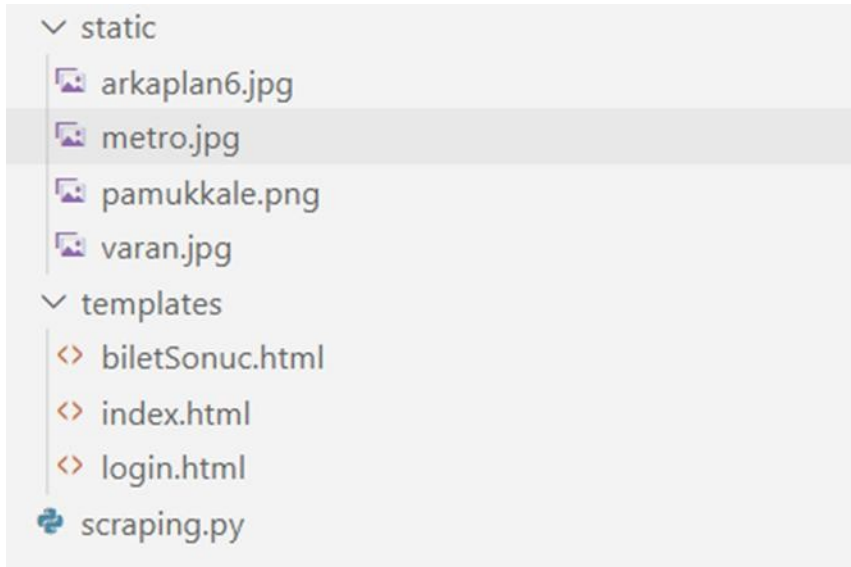 static
arkaplan6.jpg
metro.jpg
pamukkale.png
varan.jpg
templates
biletSonuc.html
index.html
login.html
scraping.py